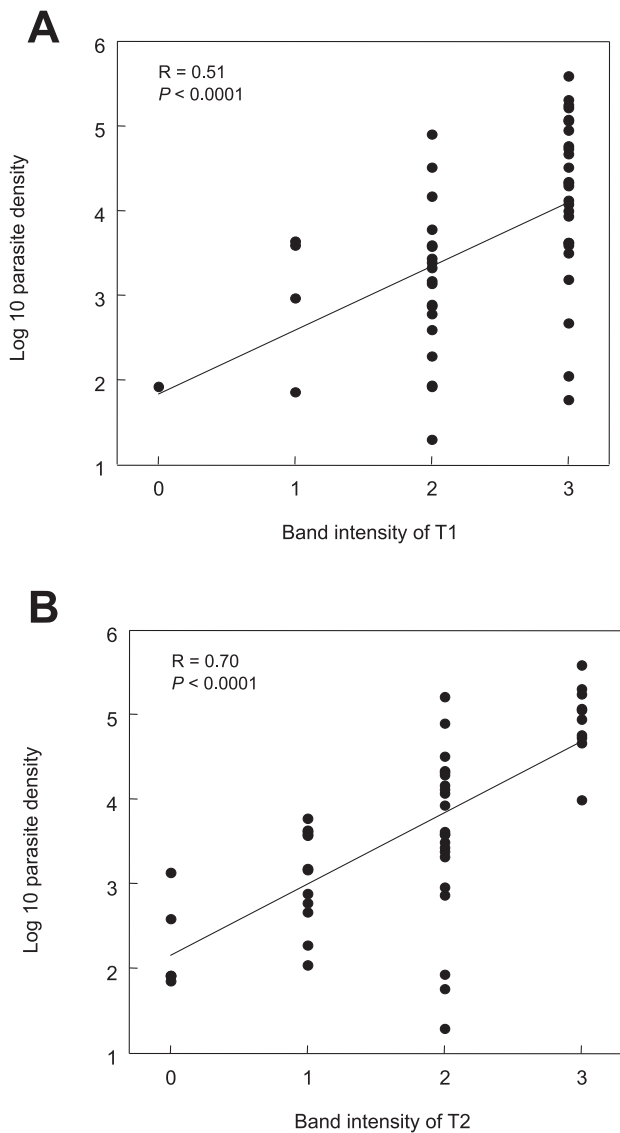 A
R = 0.51
P < 0.0001
6
5
4
3
2
1
Log 10 parasite density
0 1 2 3
Band intensity of T1
B
R = 0.70
P < 0.0001
6
5
4
3
2
1
Log 10 parasite density
0 1 2 3
Band intensity of T2